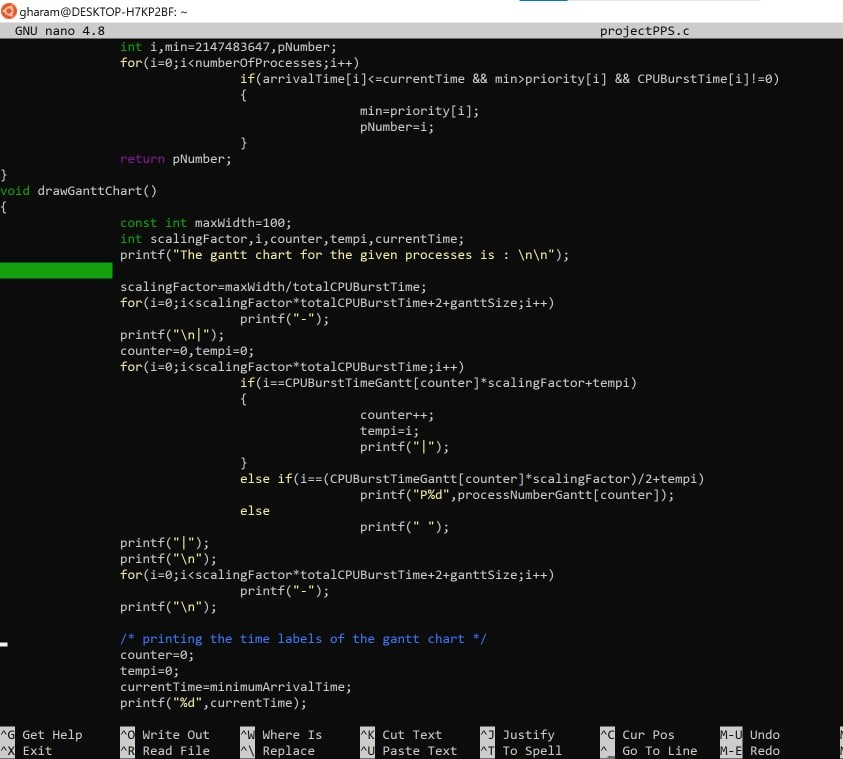 gharam@DESKTOP-H7KP2BF: ~
GNU nano 4.8 projectPPS.c
int i,min=2147483647,pNumber;
for(i=0;i<numberOfProcesses;i++)
if(arrivalTime[i]<=currentTime && min>priority[i] && CPUBurstTime[i]!=0)
{
min=priority[i];
pNumber=i;
}
return pNumber;
}
void drawGanttChart()
{
const int maxWidth=100;
int scalingFactor,i,counter,tempi,currentTime;
printf("The gantt chart for the given processes is : \n\n");
scalingFactor=maxWidth/totalCPUBurstTime;
for(i=0;i<scalingFactor*totalCPUBurstTime+2+ganttSize;i++)
printf("-");
printf("\n|");
counter=0,tempi=0;
for(i=0;i<scalingFactor*totalCPUBurstTime;i++)
if(i==CPUBurstTimeGantt[counter]*scalingFactor+tempi)
{
counter++;
tempi=i;
printf("|");
}
else if(i==(CPUBurstTimeGantt[counter]*scalingFactor)/2+tempi)
printf("P%d",processNumberGantt[counter]);
else
printf(" ");
printf("|");
printf("\n");
for(i=0;i<scalingFactor*totalCPUBurstTime+2+ganttSize;i++)
printf("-");
printf("\n");
/* printing the time labels of the gantt chart */
counter=0;
tempi=0;
currentTime=minimumArrivalTime;
printf("%d",currentTime);
^G Get Help ^O Write Out ^W Where Is ^K Cut Text ^J Justify ^C Cur Pos M-U Undo
^X Exit ^R Read File ^\ Replace ^U Paste Text ^T To Spell ^_ Go To Line M-E Redo